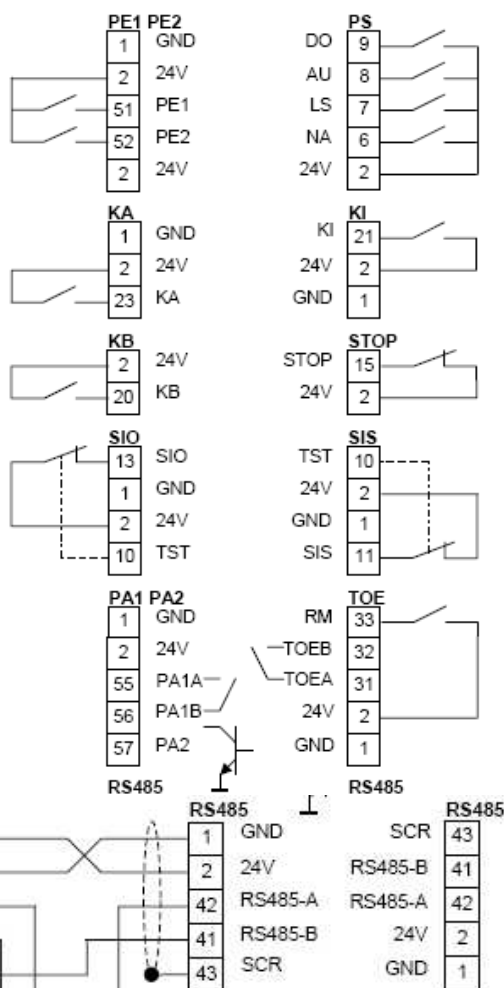 PE1 PE2
1 GND
2 24V
51 PE1
52 PE2
2 24V
PS
DO 9
AU 8
LS 7
NA 6
24V 2
KA
1 GND
2 24V
23 KA
KI
KI 21
24V 2
GND 1
KB
2 24V
20 KB
STOP
STOP 15
24V 2
SIO
13 SIO
1 GND
2 24V
10 TST
SIS
TST 10
24V 2
GND 1
SIS 11
PA1 PA2
1 GND
2 24V
55 PA1A
56 PA1B
57 PA2
TOE
RM 33
TOEB 32
TOEA 31
24V 2
GND 1
RS485
RS485
RS485
1 GND
2 24V
42 RS485-A
41 RS485-B
43 SCR
RS485
SCR 43
RS485-B 41
RS485-A 42
24V 2
GND 1